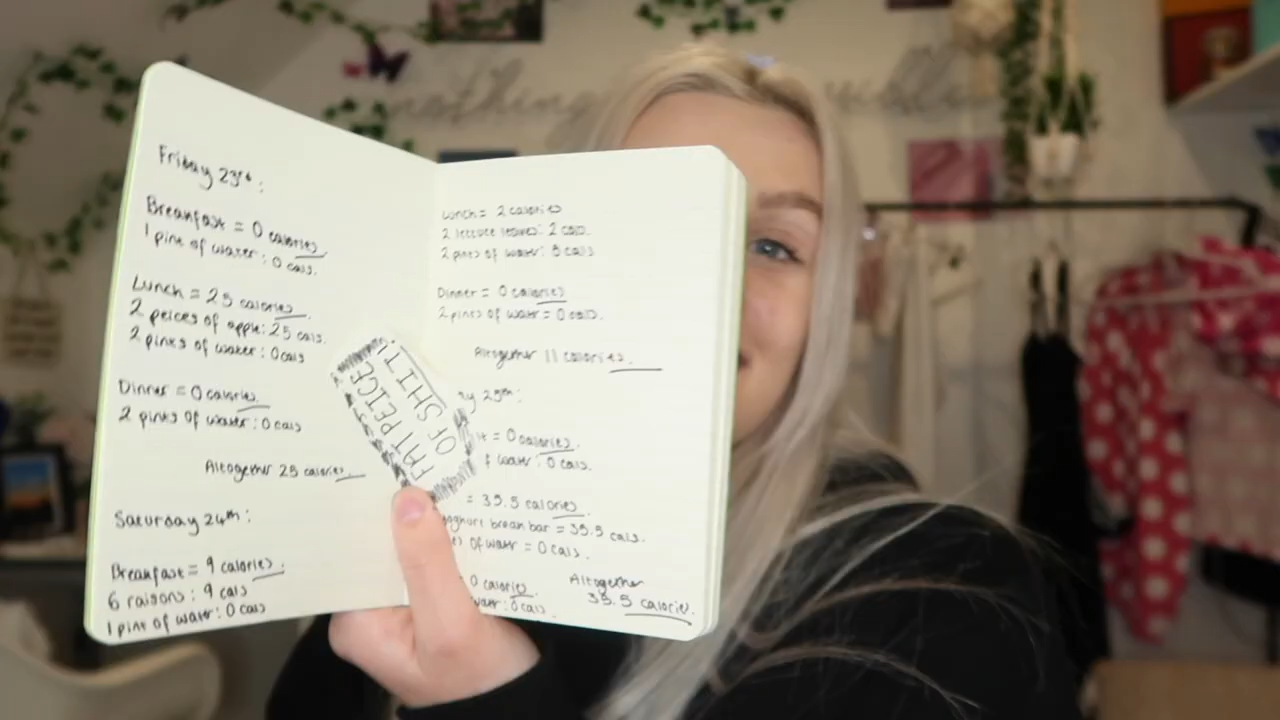 Friday 23rd:
Breakfast = 0 calories
1 pint of water: 0 cals.
Lunch = 25 calories.
2 peices of apple: 25 cals.
2 pints of water: 0 cals
Dinner = 0 calories.
2 pints of water: 0 cals
Altogether 25 calories.
Saturday 24th:
Breakfast = 9 calories.
6 raisons: 9 cals
1 pint of water: 0 cals
FAT PEICE
OF SHIT!
Lunch = 2 calories
2 lettuce leaves: 2 cals.
2 pints of water: 0 cals
Dinner = 0 calories
2 pints of water = 0 cals.
Altogether 11 calories.
25th:
= 0 calories.
water: 0 cals.
= 35.5 calories.
bar = 35.5 cals.
of water = 0 cals.
0 calories.
water: 0 cals.
Altogether
35.5 calorie.
nothing